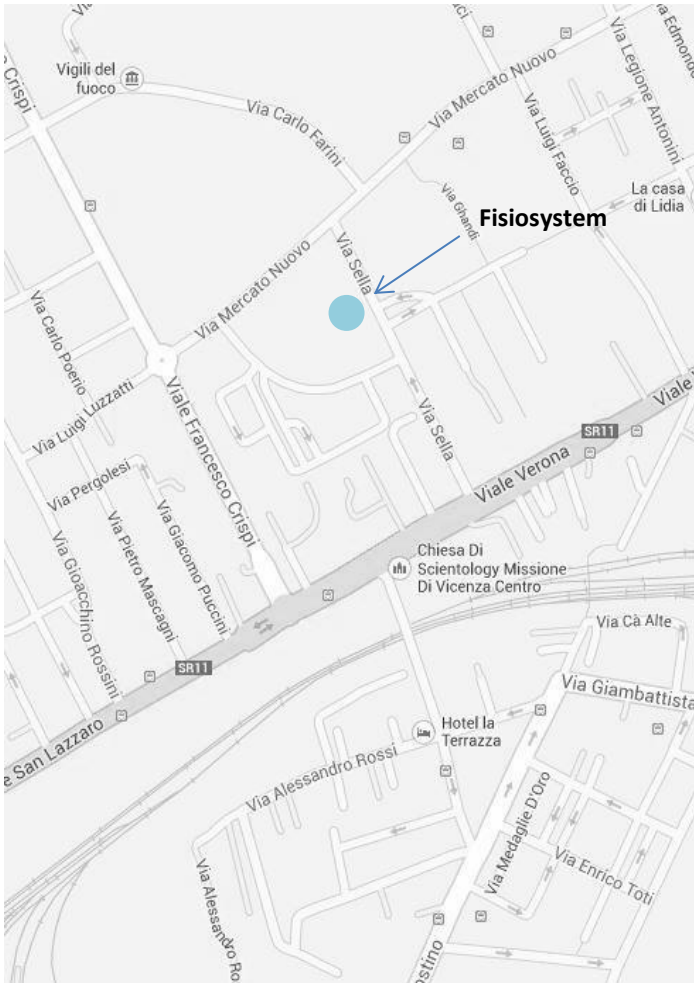 Vigili del
fuoco
Via Carlo Farini
Via Mercato Nuovo
Via Luigi Faccio
Via Legione Antonini
Via Edmondo
Crispi
La casa
di Lidia
Via Ghandi
Fisiosystem
Via Sella
Via Mercato Nuovo
Via Carlo Poerio
Via Luigi Luzzatti
Viale Francesco Crispi
Via Sella
Viale
SR11
Viale Verona
Via Pergolesi
Via Giacomo Puccini
Via Pietro Mascagni
Via Gioacchino Rossini
Chiesa Di
Scientology Missione
Di Vicenza Centro
SR11
Via Cà Alte
Via Giambattista
e San Lazzaro
Hotel la
Terrazza
Via Alessandro Rossi
Via Medaglie D'Oro
Via Enrico Toti
Via Alessandro Ro
ostino